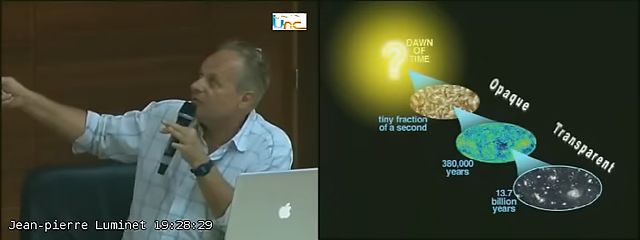 Unc
Jean-pierre Luminet 19:28:29
?
DAWN
OF
TIME
Opaque
tiny fraction
of a second
Transparent
380,000
years
13.7
billion
years